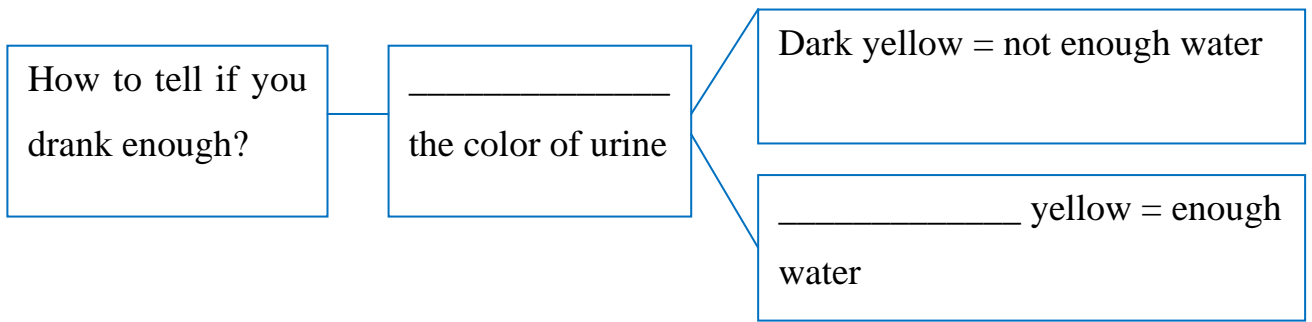 How to tell if you
drank enough?
______________
the color of urine
Dark yellow = not enough water
_____________ yellow = enough
water